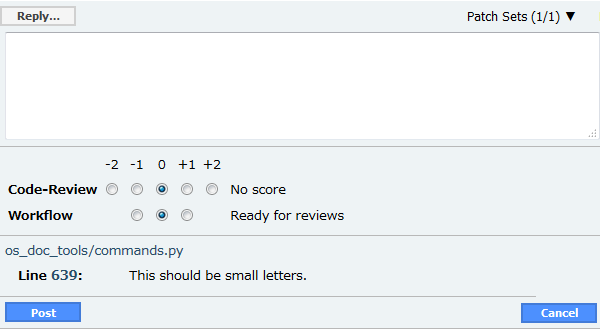 Reply... Patch Sets (1/1) ▼
-2 -1 0 +1 +2
Code-Review No score
Workflow Ready for reviews
os_doc_tools/commands.py
Line 639: This should be small letters.
Post Cancel